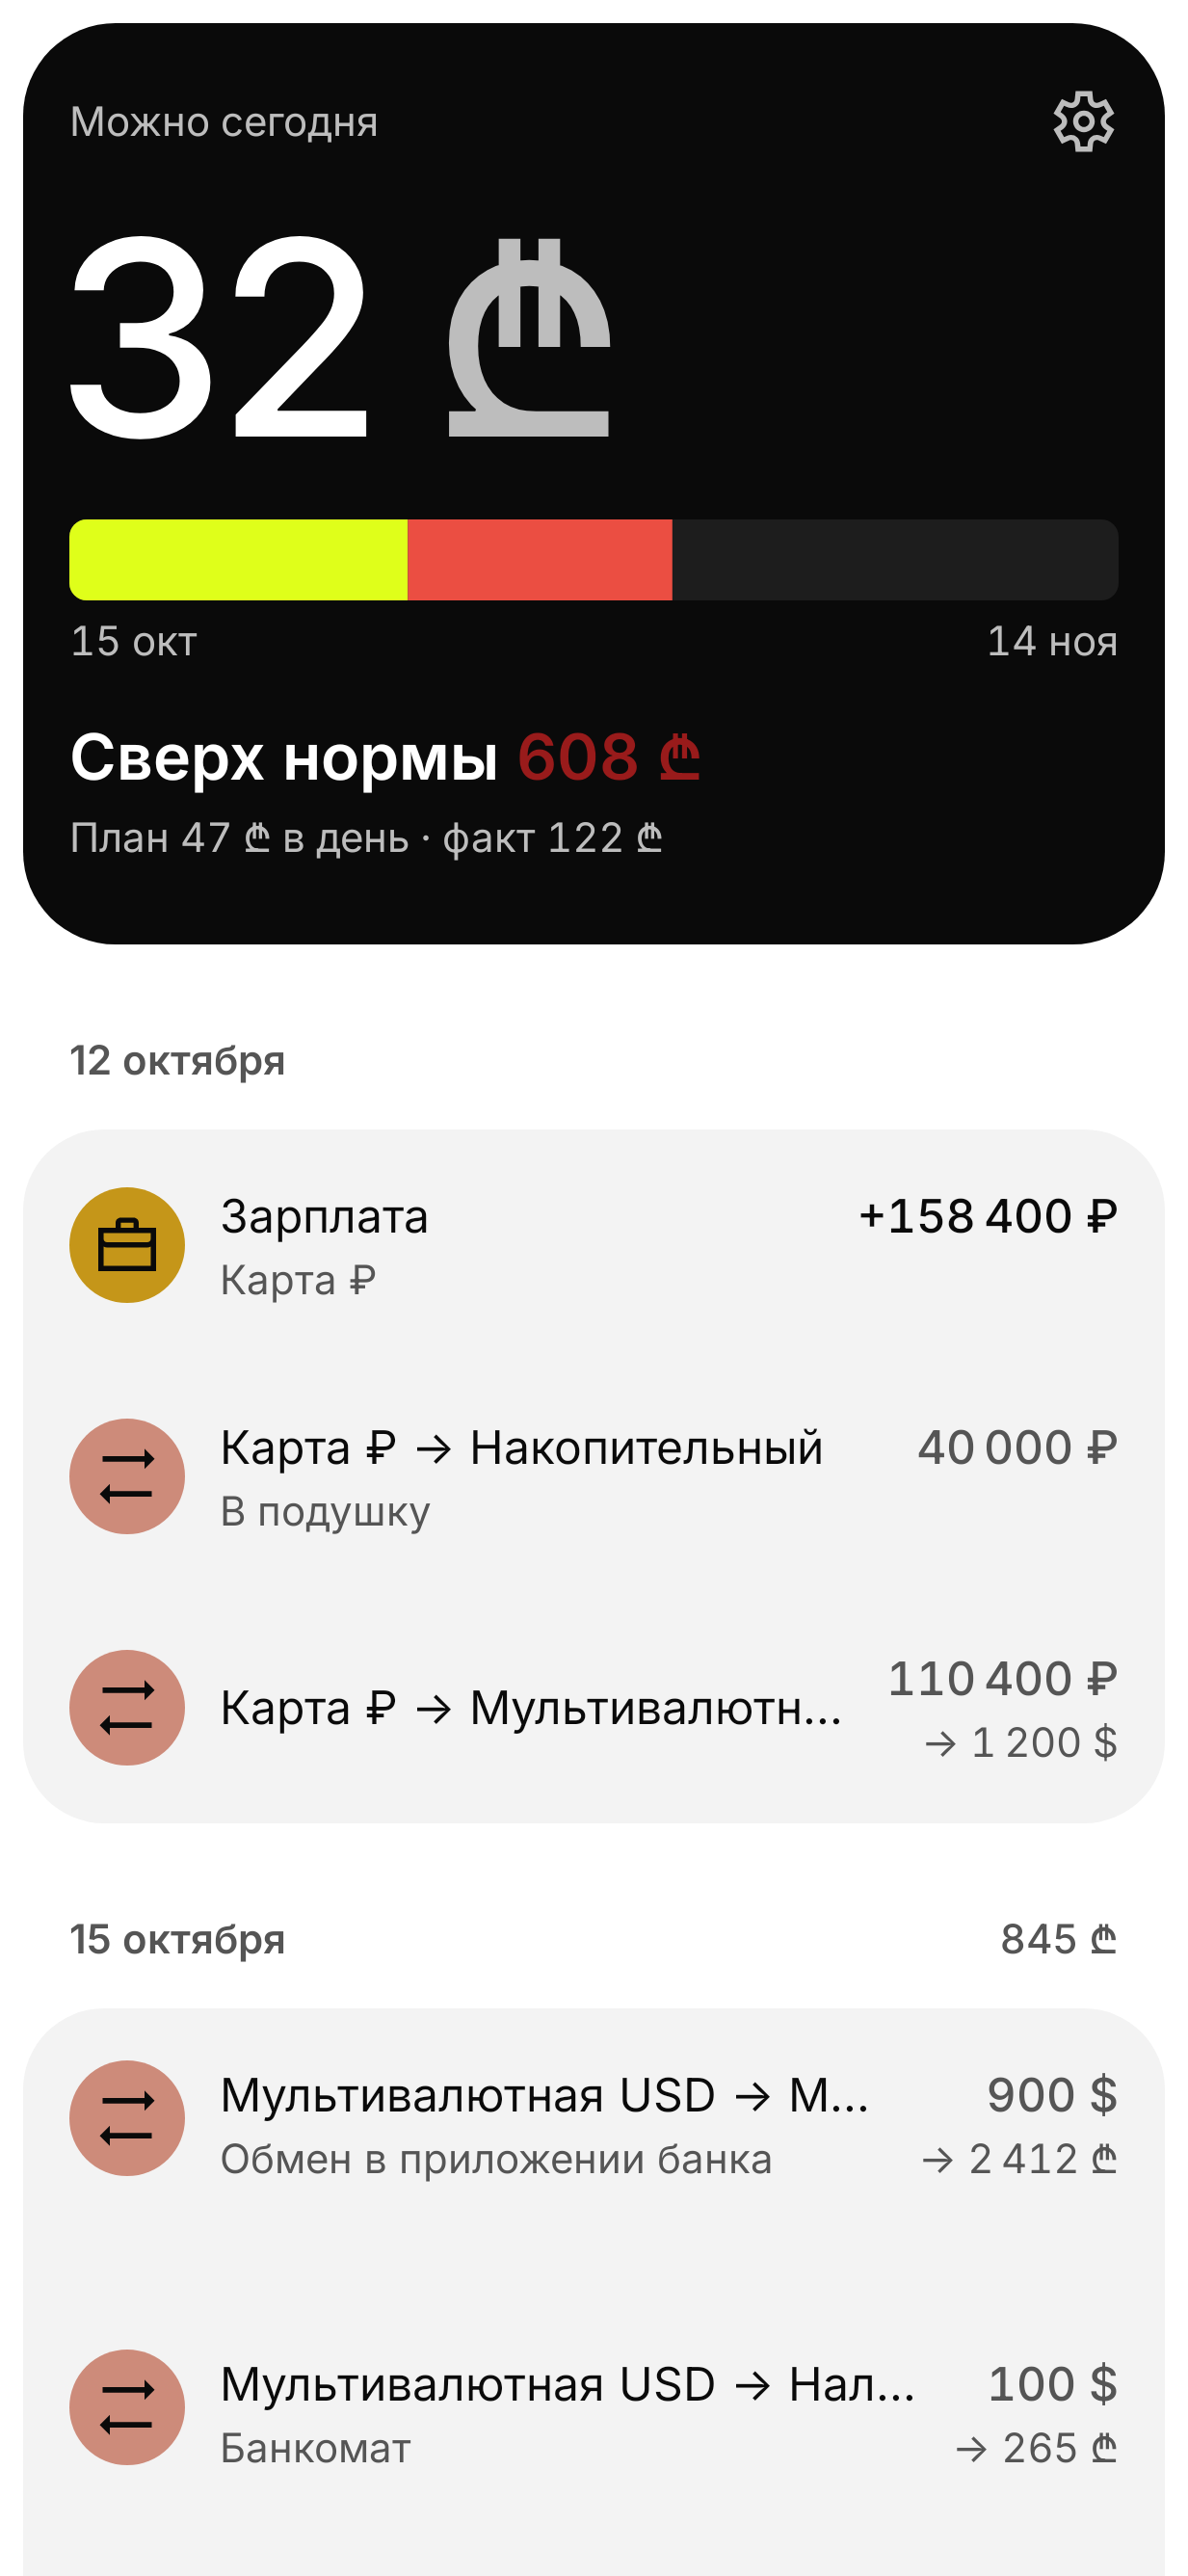 Можно сегодня
32 ₾
15 окт 14 ноя
Сверх нормы 608 ₾
План 47 ₾ в день · факт 122 ₾
12 октября
Зарплата +158 400 ₽
Карта ₽
Карта ₽ → Накопительный 40 000 ₽
В подушку
Карта ₽ → Мультивалютн... 110 400 ₽
→ 1 200 $
15 октября 845 ₾
Мультивалютная USD → М... 900 $
Обмен в приложении банка → 2 412 ₾
Мультивалютная USD → Нал... 100 $
Банкомат → 265 ₾